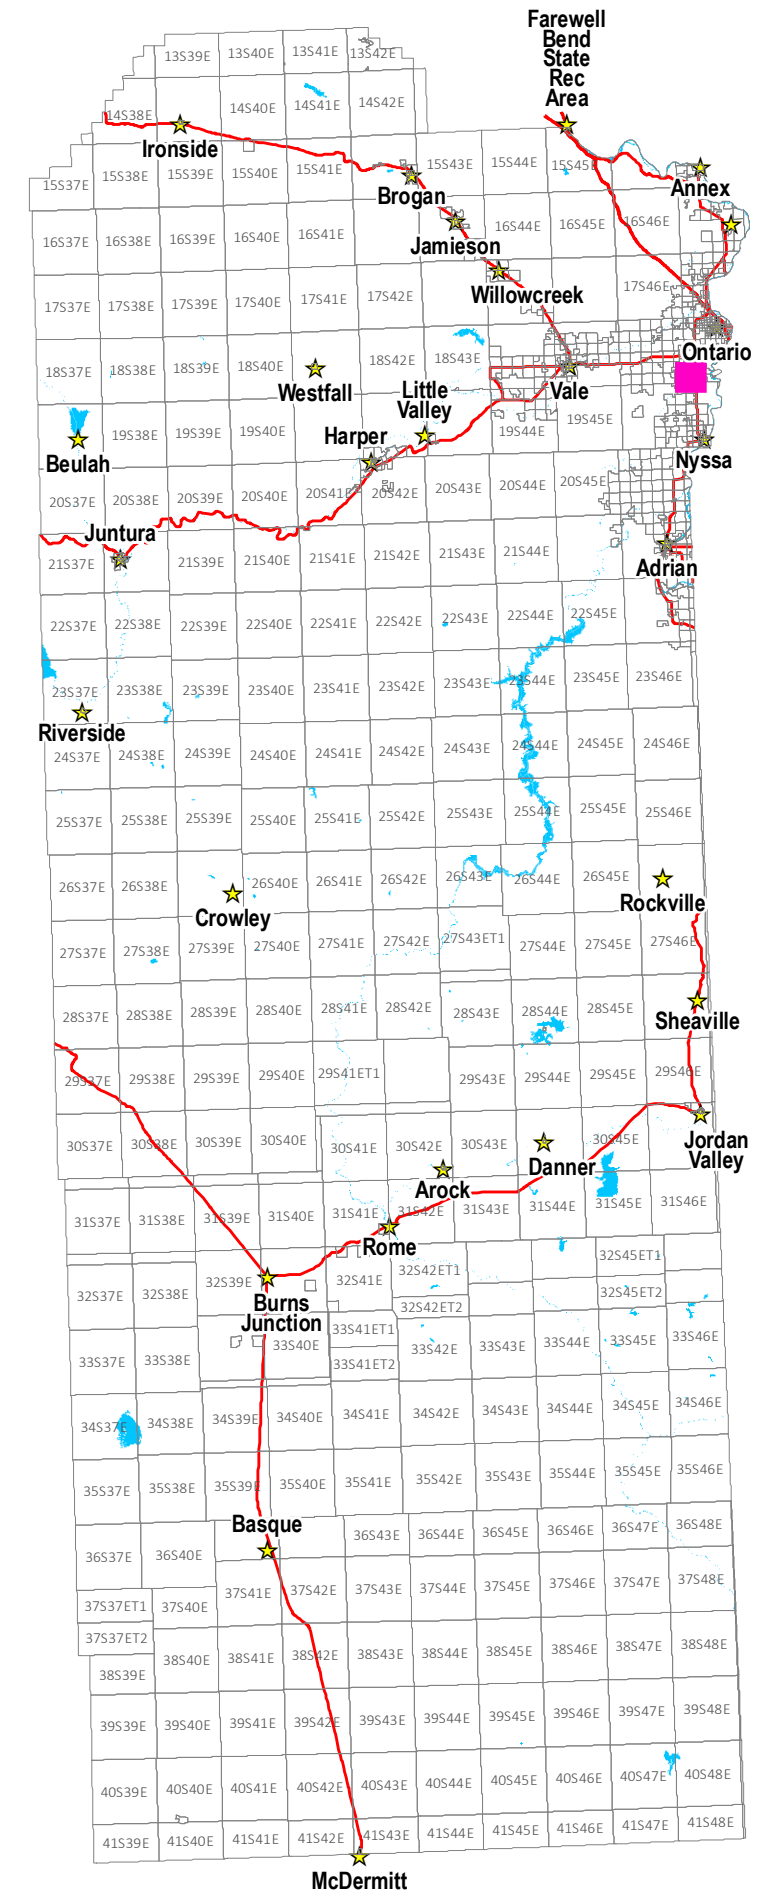 Farewell
Bend
State
Rec
Area
13S39E 13S40E 13S41E 13S42E
14S38E 14S40E 14S41E 14S42E
Ironside
15S37E 15S38E 15S39E 15S40E 15S41E 15S43E 15S44E 15S45E
Brogan
Annex
Jamieson
16S37E 16S38E 16S39E 16S40E 16S41E 16S44E 16S45E 16S46E
Willowcreek
17S37E 17S38E 17S39E 17S40E 17S41E 17S42E 17S46E
Ontario
18S37E 18S38E 18S39E 18S40E 18S42E 18S43E
Westfall
Little
Valley
Vale
19S38E 19S39E 19S40E 19S44E 19S45E
Harper
Beulah
Nyssa
20S37E 20S38E 20S39E 20S40E 20S41E 20S42E 20S43E 20S44E 20S45E
Juntura
21S37E 21S39E 21S40E 21S41E 21S42E 21S43E 21S44E
Adrian
22S37E 22S38E 22S39E 22S40E 22S41E 22S42E 22S43E 22S44E 22S45E
23S37E 23S38E 23S39E 23S40E 23S41E 23S42E 23S43E 23S44E 23S45E 23S46E
Riverside
24S37E 24S38E 24S39E 24S40E 24S41E 24S42E 24S43E 24S44E 24S45E 24S46E
25S37E 25S38E 25S39E 25S40E 25S41E 25S42E 25S43E 25S44E 25S45E 25S46E
26S37E 26S38E 26S40E 26S41E 26S42E 26S43E 26S44E 26S45E
Rockville
Crowley
27S37E 27S38E 27S39E 27S40E 27S41E 27S42E 27S43ET1 27S44E 27S45E 27S46E
28S37E 28S38E 28S39E 28S40E 28S41E 28S42E 28S43E 28S44E 28S45E
Sheaville
29S37E 29S38E 29S39E 29S40E 29S41ET1 29S43E 29S44E 29S45E 29S46E
30S37E 30S38E 30S39E 30S40E 30S41E 30S42E 30S43E 30S45E
Jordan
Valley
Danner
Arock
31S37E 31S38E 31S39E 31S40E 31S41E 31S42E 31S43E 31S44E 31S45E 31S46E
Rome
32S45ET1
32S37E 32S38E 32S39E 32S41E 32S42ET1 32S45ET2
32S42ET2
Burns
Junction
33S41ET1
33S37E 33S38E 33S40E 33S42E 33S43E 33S44E 33S45E 33S46E
33S41ET2
34S37E 34S38E 34S39E 34S40E 34S41E 34S42E 34S43E 34S44E 34S45E 34S46E
35S37E 35S38E 35S39E 35S40E 35S41E 35S42E 35S43E 35S44E 35S45E 35S46E
Basque
36S37E 36S40E 36S43E 36S44E 36S45E 36S46E 36S47E 36S48E
37S37ET1 37S40E 37S41E 37S42E 37S43E 37S44E 37S45E 37S46E 37S47E 37S48E
37S37ET2
38S39E 38S40E 38S41E 38S42E 38S43E 38S44E 38S45E 38S46E 38S47E 38S48E
39S39E 39S40E 39S41E 39S42E 39S43E 39S44E 39S45E 39S46E 39S47E 39S48E
40S39E 40S40E 40S41E 40S42E 40S43E 40S44E 40S45E 40S46E 40S47E 40S48E
41S39E 41S40E 41S41E 41S42E 41S43E 41S44E 41S45E 41S46E 41S47E 41S48E
McDermitt